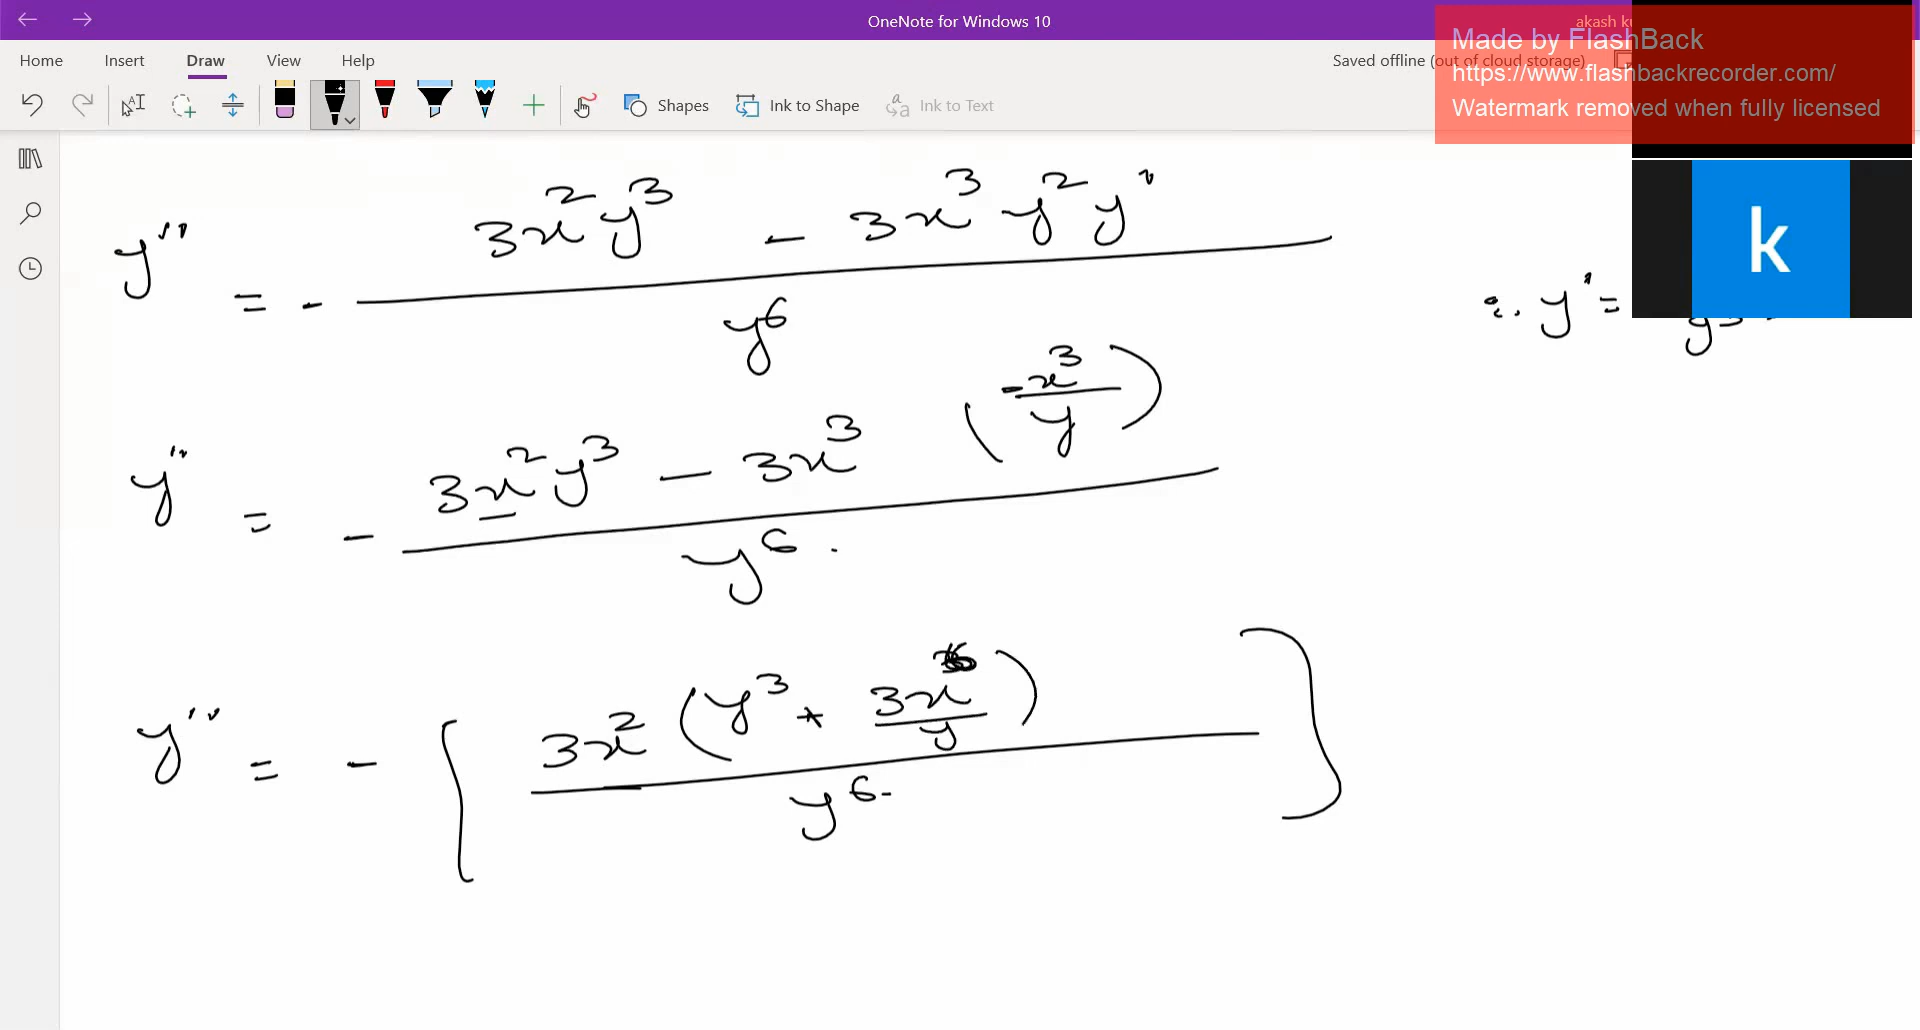 OneNote for Windows 10
akash k
Made by FlashBack
https://www.flashbackrecorder.com/
Watermark removed when fully licensed
Home Insert Draw View Help
Saved offline (out of cloud storage)
Shapes Ink to Shape Ink to Text
k
y'' = - (3x²y³ - 3x³y²y') / y⁶
∴ y' =
y³
y'' = - (3x²y³ - 3x³ (-x³/y)) / y⁶.
y'' = - [ 3x² (y³ + 3x/y) / y⁶ ]